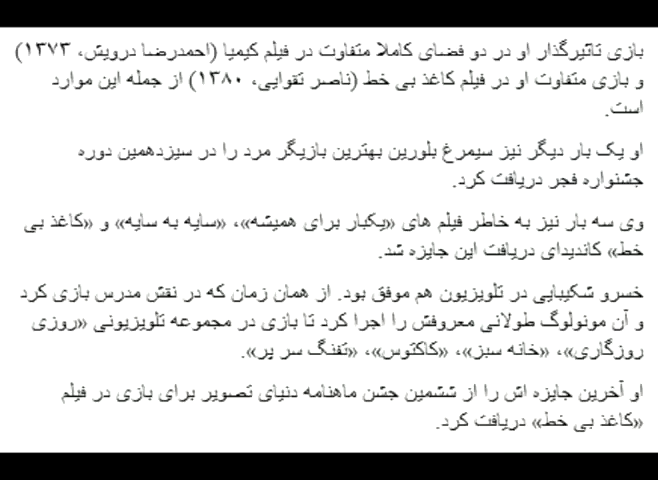 بازی تاثیرگذار او در دو فضای کاملا متفاوت در فیلم کیمیا (احمدرضا درویش، ۱۳۷۳)
و بازی متفاوت او در فیلم کاغذ بی خط (ناصر تقوایی، ۱۳۸۰) از جمله این موارد
است.
او یک بار دیگر نیز سیمرغ بلورین بهترین بازیگر مرد را در سیزدهمین دوره
جشنواره فجر دریافت کرد.
وی سه بار نیز به خاطر فیلم های «یکبار برای همیشه»، «سایه به سایه» و «کاغذ بی
خط» کاندیدای دریافت این جایزه شد.
خسرو شکیبایی در تلویزیون هم موفق بود. از همان زمان که در نقش مدرس بازی کرد
و آن مونولوگ طولانی معروفش را اجرا کرد تا بازی در مجموعه تلویزیونی «روزی
روزگاری»، «خانه سبز»، «کاکتوس»، «تفنگ سر پر».
او آخرین جایزه اش را از ششمین جشن ماهنامه دنیای تصویر برای بازی در فیلم
«کاغذ بی خط» دریافت کرد.